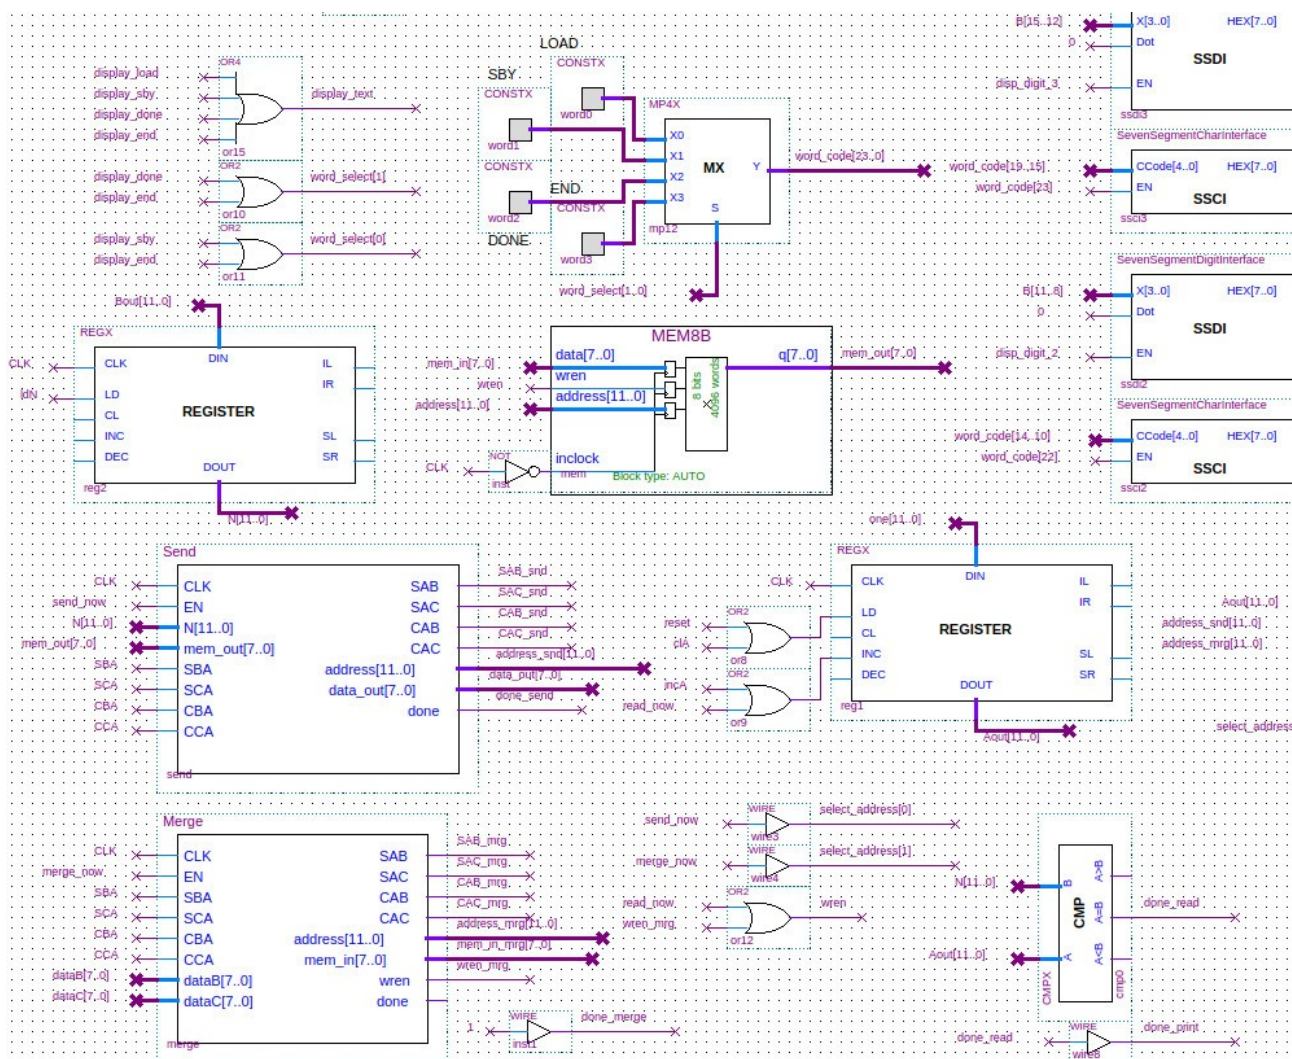 LOAD
SBY
END
DONE
OR4
display_load
display_sby
display_done
display_end
display_text
or15
OR2
display_done
display_end
word_select[1]
or10
OR2
display_sby
display_end
word_select[0]
or11
CONSTX
word0
CONSTX
word1
CONSTX
word2
CONSTX
word3
MP4X
X0
X1
X2
X3
MX
Y
S
mp12
word_code[23..0]
word_select[1..0]
B[15..12]
0
disp_digit_3
X[3..0]
Dot
EN
HEX[7..0]
SSDI
ssdi3
SevenSegmentCharInterface
word_code[19..15]
word_code[23]
CCode[4..0]
EN
HEX[7..0]
SSCI
ssci3
SevenSegmentDigitInterface
B[11..8]
0
disp_digit_2
X[3..0]
Dot
EN
HEX[7..0]
SSDI
ssdi2
SevenSegmentCharInterface
word_code[14..10]
word_code[22]
CCode[4..0]
EN
HEX[7..0]
SSCI
ssci2
Bout[11..0]
REGX
CLK
ldN
CLK
LD
CL
INC
DEC
DIN
REGISTER
DOUT
IL
IR
SL
SR
reg2
N[11..0]
MEM8B
mem_in[7..0]
wren
address[11..0]
data[7..0]
wren
address[11..0]
8 bits
4096 words
q[7..0]
mem_out[7..0]
CLK
NOT
inst
inclock
mem
Block type: AUTO
Send
CLK
send_now
N[11..0]
mem_out[7..0]
SBA
SCA
CBA
CCA
CLK
EN
N[11..0]
mem_out[7..0]
SBA
SCA
CBA
CCA
SAB
SAC
CAB
CAC
address[11..0]
data_out[7..0]
done
SAB_snd
SAC_snd
CAB_snd
CAC_snd
address_snd[11..0]
data_out[7..0]
done_send
send
one[11..0]
REGX
CLK
CLK
LD
CL
INC
DEC
DIN
REGISTER
DOUT
IL
IR
SL
SR
reg1
Aout[11..0]
OR2
reset
clA
or8
OR2
incA
read_now
or9
Aout[11..0]
address_snd[11..0]
address_mrg[11..0]
select_address
Merge
CLK
merge_now
SBA
SCA
CBA
CCA
dataB[7..0]
dataC[7..0]
CLK
EN
SBA
SCA
CBA
CCA
dataB[7..0]
dataC[7..0]
SAB
SAC
CAB
CAC
address[11..0]
mem_in[7..0]
wren
done
SAB_mrg
SAC_mrg
CAB_mrg
CAC_mrg
address_mrg[11..0]
mem_in_mrg[7..0]
wren_mrg
merge
send_now
WIRE
wire3
select_address[0]
merge_now
WIRE
wire4
select_address[1]
read_now
wren_mrg
OR2
or12
wren
1
WIRE
inst1
done_merge
N[11..0]
Aout[11..0]
B
A
CMP
A>B
A=B
A<B
CMPX
cmp0
done_read
done_read
WIRE
wire8
done_print